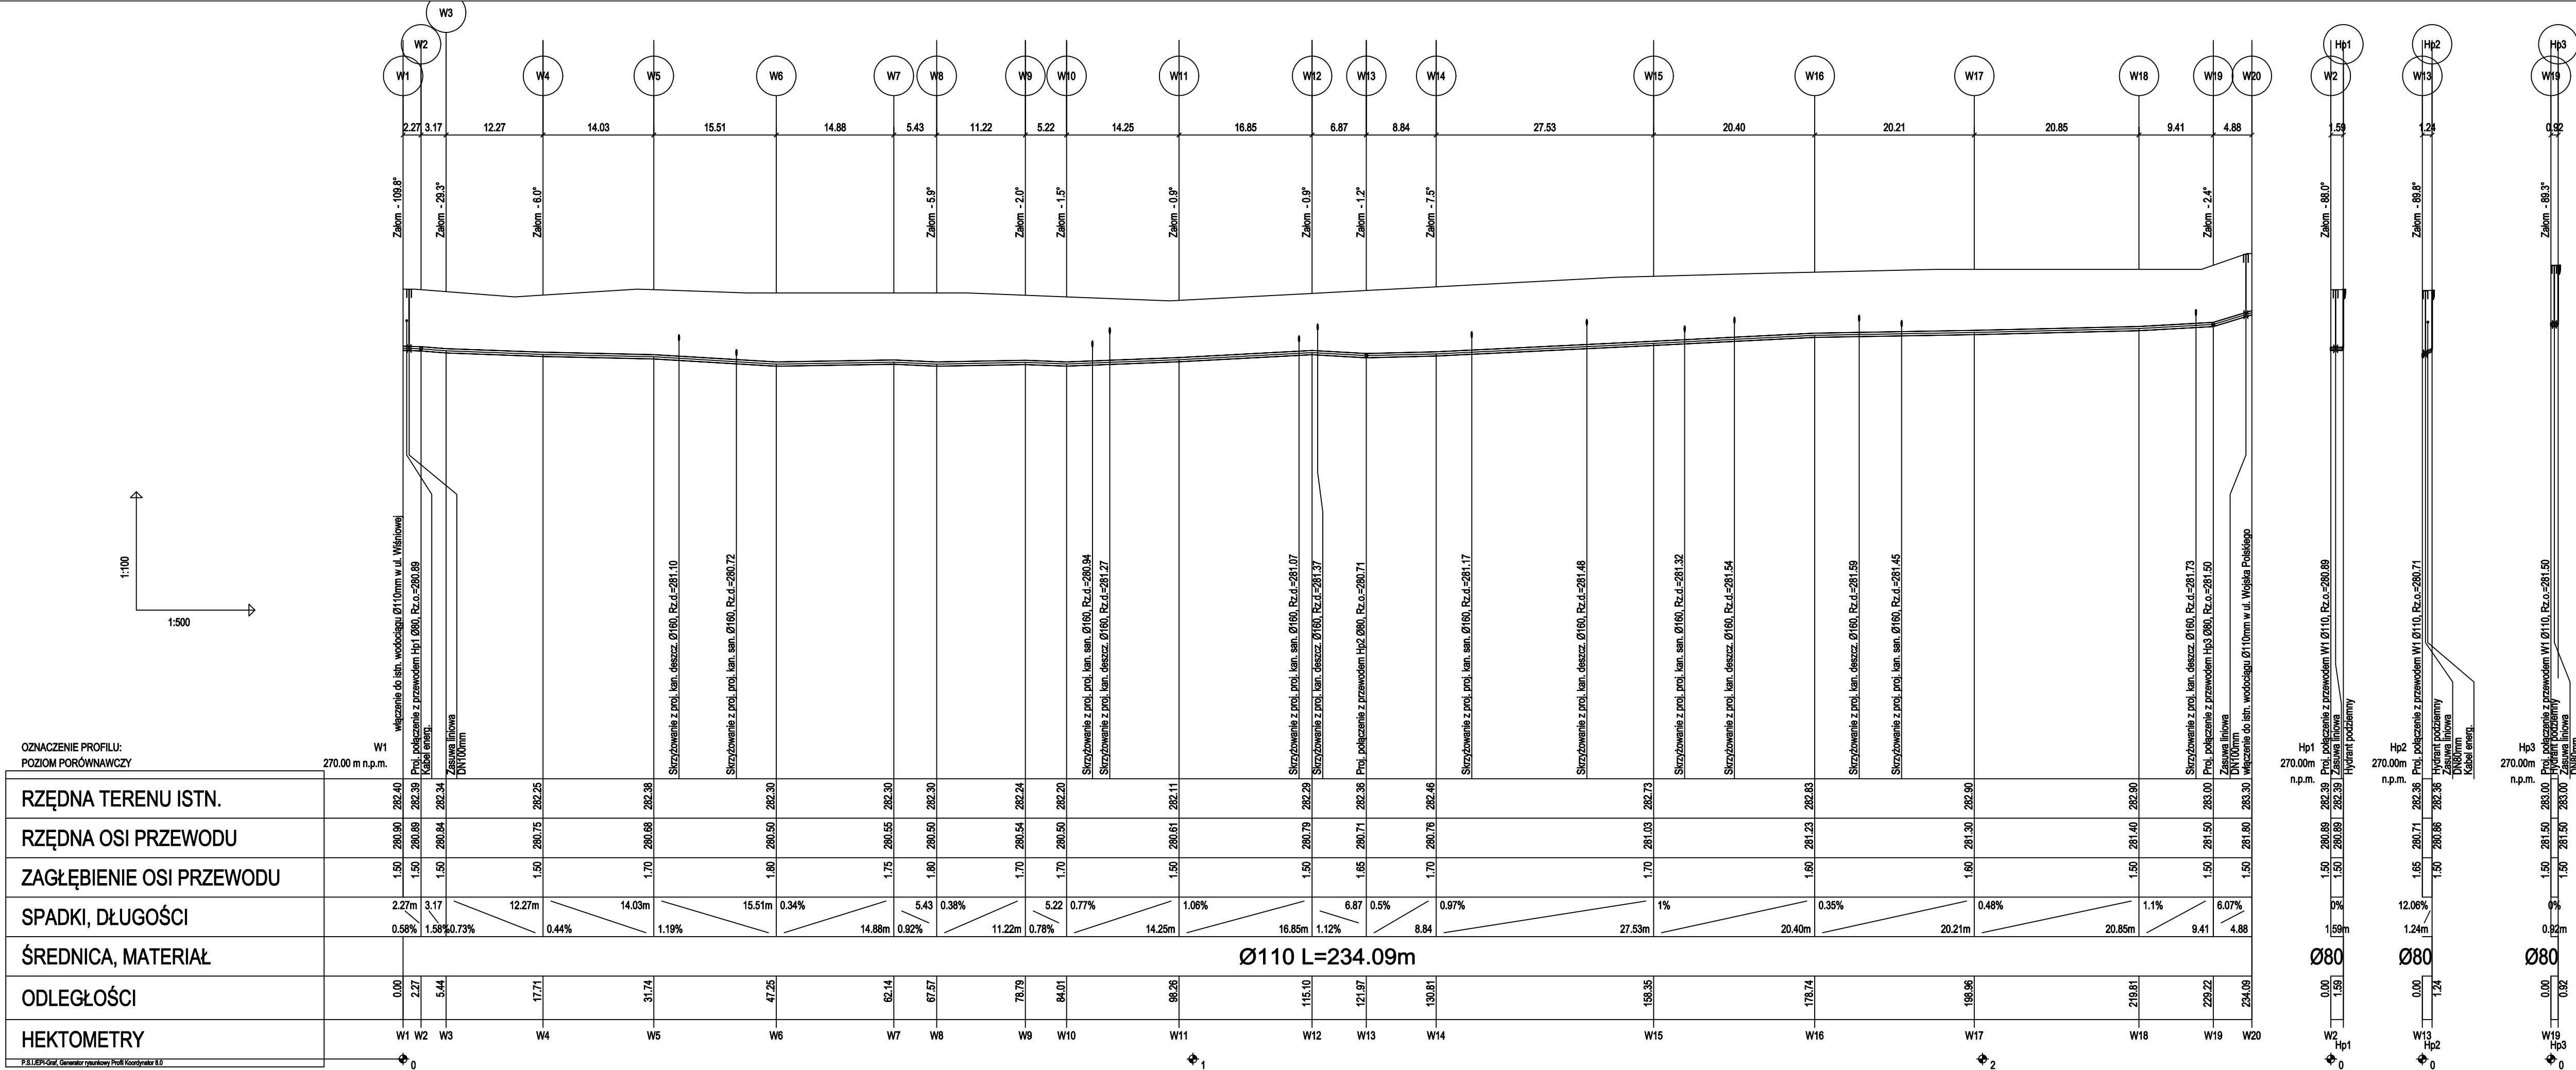 W3
W2 Hp1 Hp2 Hp3
W1 W4 W5 W6 W7 W8 W9 W10 W11 W12 W13 W14 W15 W16 W17 W18 W19 W20 W2 W13 W19
2.27 3.17 12.27 14.03 15.51 14.88 5.43 11.22 5.22 14.25 16.85 6.87 8.84 27.53 20.40 20.21 20.85 9.41 4.88 1.59 1.24 0.92
Załom - 109.8°
Załom - 29.3°
Załom - 6.0°
Załom - 5.9°
Załom - 2.0°
Załom - 1.5°
Załom - 0.9°
Załom - 0.9°
Załom - 1.2°
Załom - 7.5°
Załom - 2.4°
Załom - 88.0°
Załom - 89.8°
Załom - 89.3°
1:100
1:500
włączenie do istn. wodociągu Ø110mm w ul. Wiśniowej
Proj. połączenie z przewodem Hp1 Ø80, Rz.o.=280.89
Kabel energ.
Zasuwa liniowa
DN100mm
Skrzyżowanie z proj. kan. deszcz. Ø160, Rz.d.=281.10
Skrzyżowanie z proj. proj. kan. san. Ø160, Rz.d.=280.72
Skrzyżowanie z proj. proj. kan. san. Ø160, Rz.d.=280.94
Skrzyżowanie z proj. kan. deszcz. Ø160, Rz.d.=281.27
Skrzyżowanie z proj. proj. kan. san. Ø160, Rz.d.=281.07
Skrzyżowanie z proj. kan. deszcz. Ø160, Rz.d.=281.37
Proj. połączenie z przewodem Hp2 Ø80, Rz.o.=280.71
Skrzyżowanie z proj. proj. kan. san. Ø160, Rz.d.=281.17
Skrzyżowanie z proj. kan. deszcz. Ø160, Rz.d.=281.48
Skrzyżowanie z proj. proj. kan. san. Ø160, Rz.d.=281.32
Skrzyżowanie z proj. kan. deszcz. Ø160, Rz.d.=281.54
Skrzyżowanie z proj. kan. deszcz. Ø160, Rz.d.=281.59
Skrzyżowanie z proj. proj. kan. san. Ø160, Rz.d.=281.45
Skrzyżowanie z proj. kan. deszcz. Ø160, Rz.d.=281.73
Proj. połączenie z przewodem Hp3 Ø80, Rz.o.=281.50
Zasuwa liniowa
DN100mm
włączenie do istn. wodociągu Ø110mm w ul. Wojska Polskiego
Proj. połączenie z przewodem W1 Ø110, Rz.o.=280.89
Zasuwa liniowa
Hydrant podziemny
Proj. połączenie z przewodem W1 Ø110, Rz.o.=280.71
Hydrant podziemny
Zasuwa liniowa
DN80mm
Kabel energ.
Proj. połączenie z przewodem W1 Ø110, Rz.o.=281.50
Hydrant podziemny
Zasuwa liniowa
OZNACZENIE PROFILU: W1 Hp1 Hp2 Hp3
POZIOM PORÓWNAWCZY 270.00 m n.p.m. 270.00m n.p.m. 270.00m n.p.m. 270.00m n.p.m.
RZĘDNA TERENU ISTN. 282.40 282.39 282.34 282.25 282.38 282.30 282.30 282.30 282.24 282.20 282.11 282.29 282.36 282.46 282.73 282.83 282.90 282.90 283.00 283.30 282.39 282.39 282.36 282.36 283.00 283.00
RZĘDNA OSI PRZEWODU 280.90 280.89 280.84 280.75 280.68 280.50 280.55 280.50 280.54 280.50 280.61 280.79 280.71 280.76 281.03 281.23 281.30 281.40 281.50 281.80 280.89 280.89 280.71 280.86 281.50 281.50
ZAGŁĘBIENIE OSI PRZEWODU 1.50 1.50 1.50 1.50 1.70 1.80 1.75 1.80 1.70 1.70 1.50 1.50 1.65 1.70 1.70 1.60 1.60 1.50 1.50 1.50 1.50 1.50 1.65 1.50 1.50 1.50
2.27m 3.17 12.27m 14.03m 15.51m 0.34% 5.43 0.38% 5.22 0.77% 1.06% 6.87 0.5% 0.97% 1% 0.35% 0.48% 1.1% 6.07% 0% 12.06% 0%
SPADKI, DŁUGOŚCI
0.58% 1.58% 0.73% 0.44% 1.19% 14.88m 0.92% 11.22m 0.78% 14.25m 16.85m 1.12% 8.84 27.53m 20.40m 20.21m 20.85m 9.41 4.88 1.59m 1.24m 0.92m
ŚREDNICA, MATERIAŁ Ø110 L=234.09m Ø80 Ø80 Ø80
ODLEGŁOŚCI 0.00 2.27 5.44 17.71 31.74 47.25 62.14 67.57 78.79 84.01 98.26 115.10 121.97 130.81 158.35 178.74 198.96 219.81 229.22 234.09 0.00 1.59 0.00 1.24 0.00 0.92
HEKTOMETRY W1 W2 W3 W4 W5 W6 W7 W8 W9 W10 W11 W12 W13 W14 W15 W16 W17 W18 W19 W20 W2 W13 W19
Hp1 Hp2 Hp3
P.S.I./EPI-Graf, Generator rysunkowy Profil Koordynator 8.0
0 1 2 0 0 0